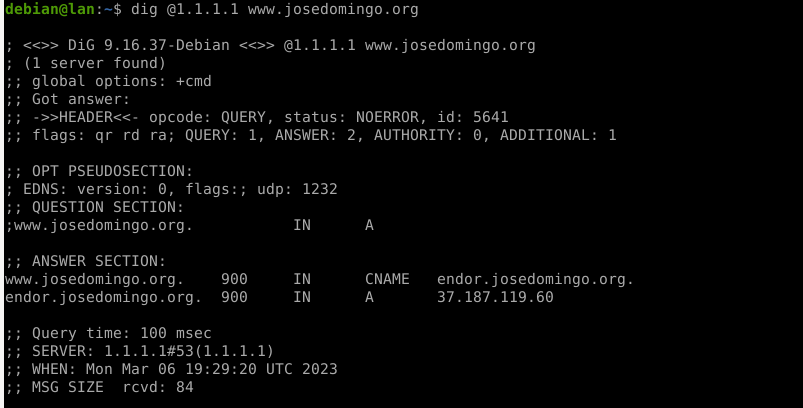 debian@lan:~$ dig @1.1.1.1 www.josedomingo.org
; <<>> DiG 9.16.37-Debian <<>> @1.1.1.1 www.josedomingo.org
; (1 server found)
;; global options: +cmd
;; Got answer:
;; ->>HEADER<<- opcode: QUERY, status: NOERROR, id: 5641
;; flags: qr rd ra; QUERY: 1, ANSWER: 2, AUTHORITY: 0, ADDITIONAL: 1
;; OPT PSEUDOSECTION:
; EDNS: version: 0, flags:; udp: 1232
;; QUESTION SECTION:
;www.josedomingo.org. IN A
;; ANSWER SECTION:
www.josedomingo.org. 900 IN CNAME endor.josedomingo.org.
endor.josedomingo.org. 900 IN A 37.187.119.60
;; Query time: 100 msec
;; SERVER: 1.1.1.1#53(1.1.1.1)
;; WHEN: Mon Mar 06 19:29:20 UTC 2023
;; MSG SIZE  rcvd: 84